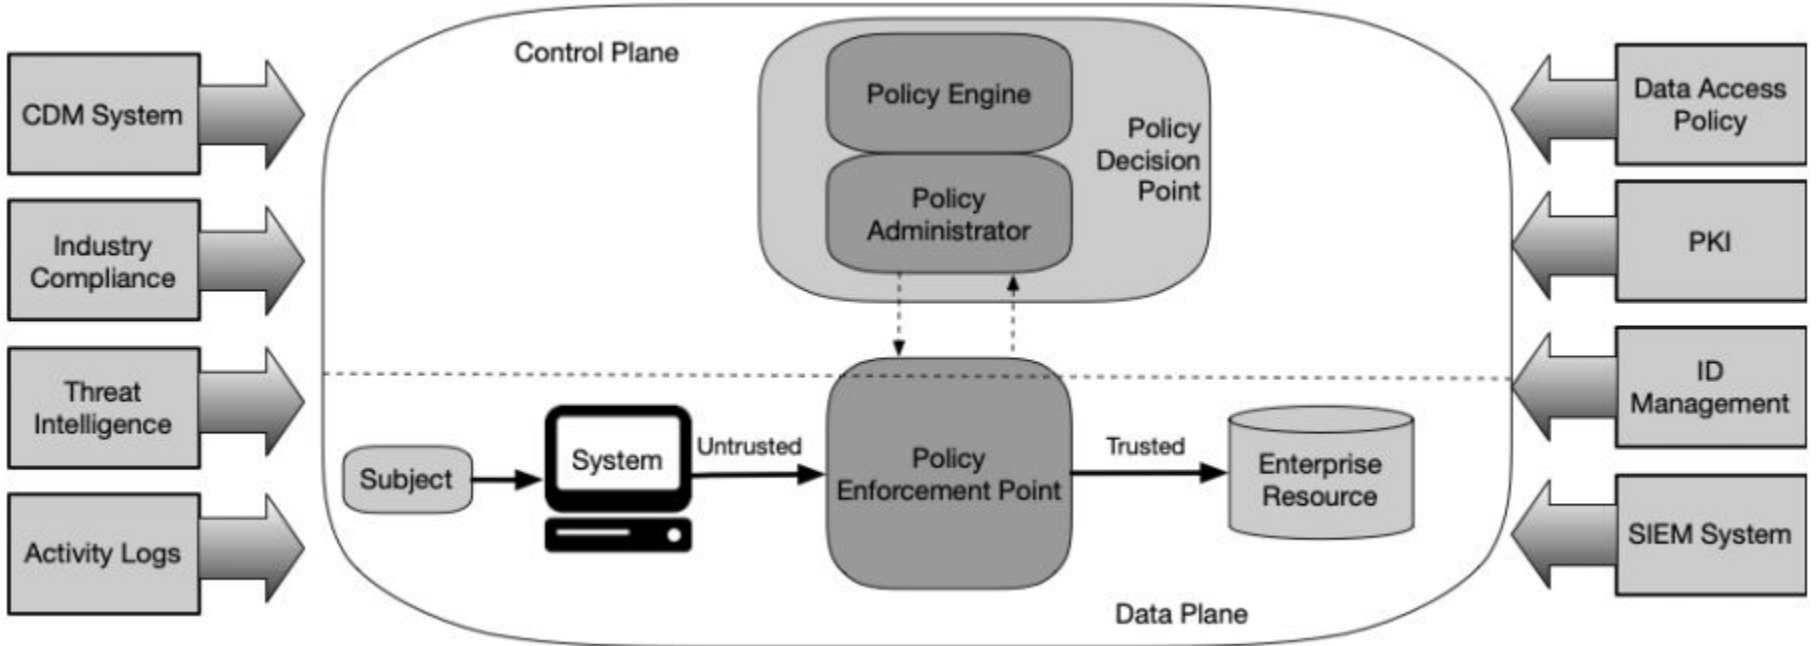 CDM System
Industry
Compliance
Threat
Intelligence
Activity Logs
Control Plane
Policy Engine
Policy
Administrator
Policy
Decision
Point
Subject
System
Untrusted
Policy
Enforcement Point
Trusted
Enterprise
Resource
Data Plane
Data Access
Policy
PKI
ID
Management
SIEM System